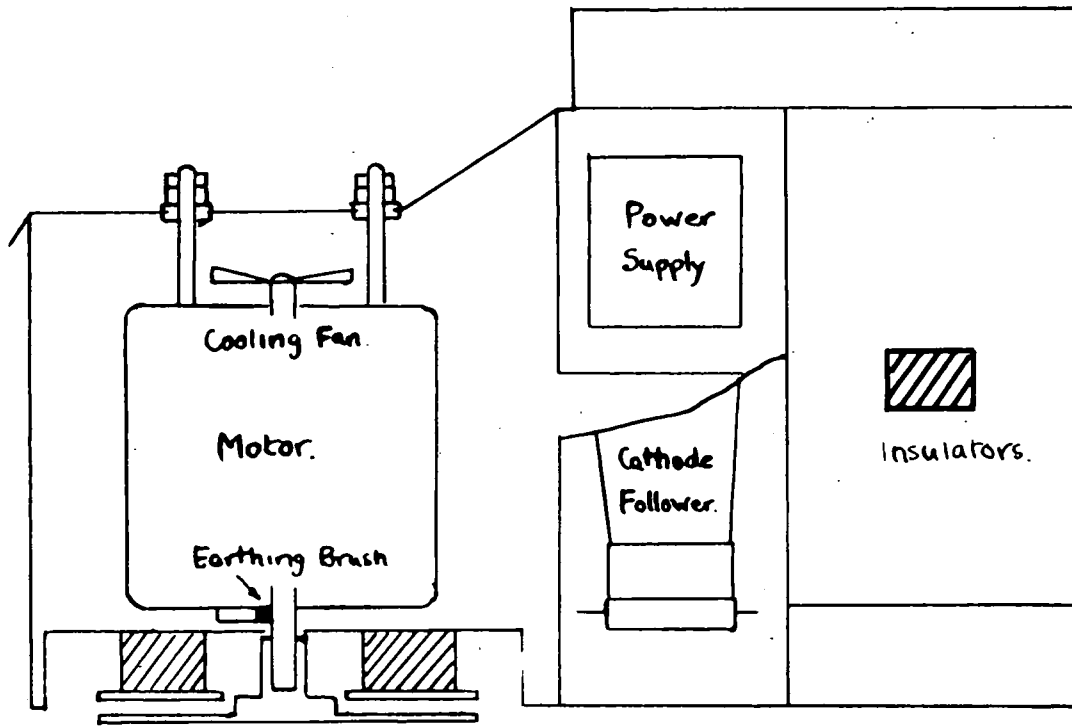 Power
Supply
Cooling Fan.
Motor.
Insulators.
Cathode
Follower.
Earthing Brush